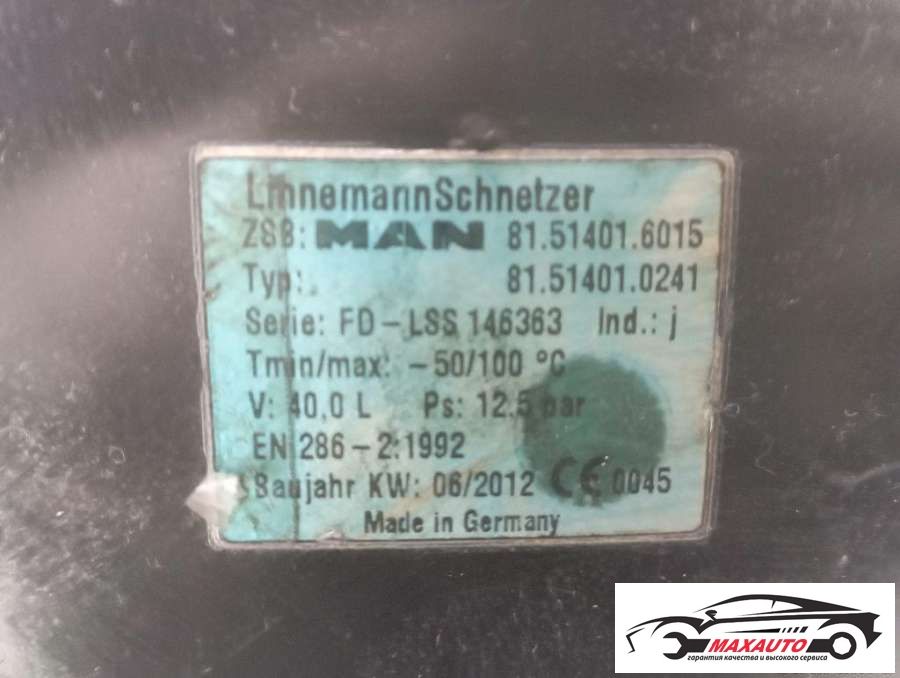 LinnemannSchnetzer
ZSB: MAN 81.51401.6015
Typ: 81.51401.0241
Serie: FD-LSS 146363 Ind.: j
Tmin/max: -50/100 °C
V: 40,0 L Ps: 12.5 bar
EN 286-2:1992
Baujahr KW: 06/2012 CE 0045
Made in Germany
MAXAUTO
гарантия качества и высокого сервиса